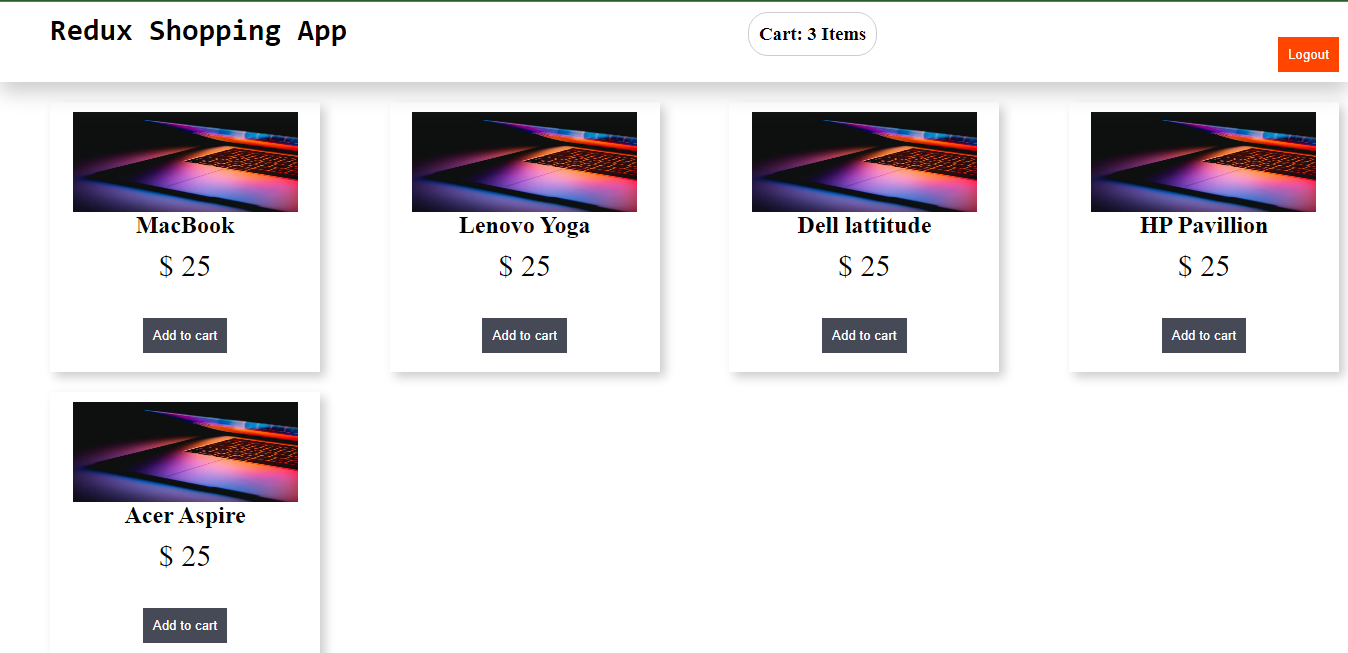 Redux Shopping App
Cart: 3 Items
Logout
MacBook
$ 25
Add to cart
Lenovo Yoga
$ 25
Add to cart
Dell lattitude
$ 25
Add to cart
HP Pavillion
$ 25
Add to cart
Acer Aspire
$ 25
Add to cart